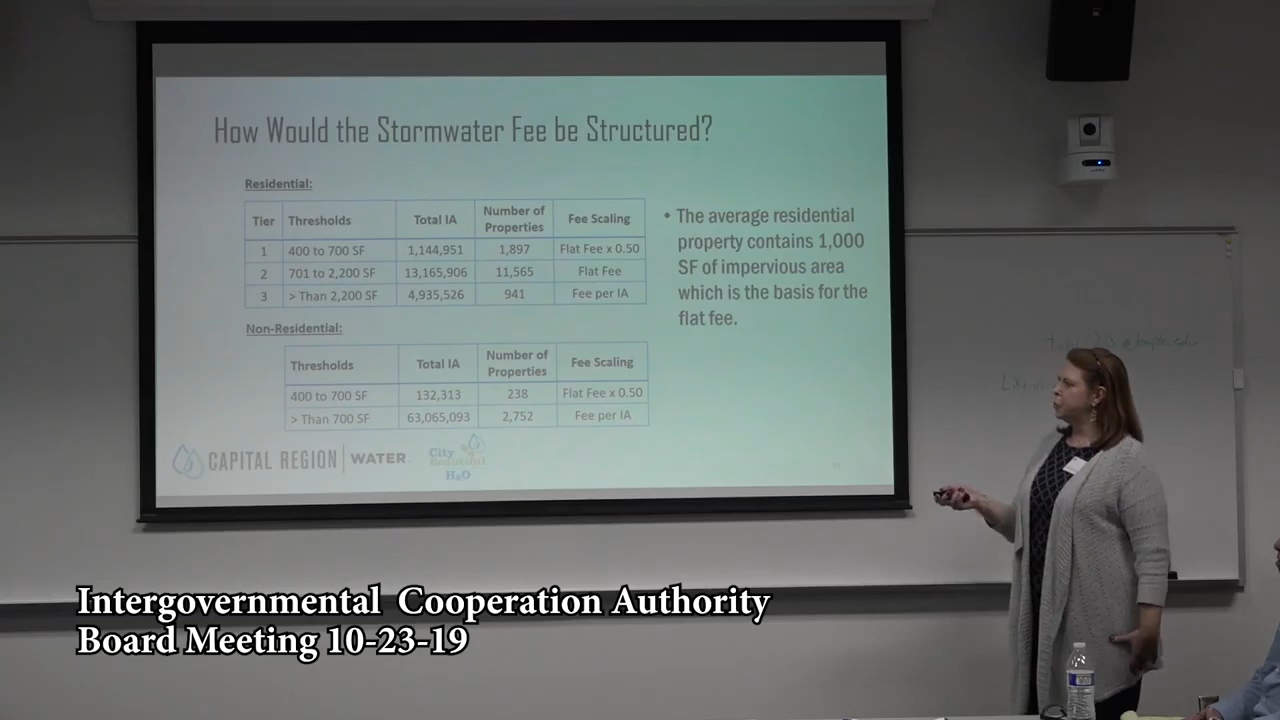 How Would the Stormwater Fee be Structured?
Residential:
Tier Thresholds Total IA Number of Properties Fee Scaling
1 400 to 700 SF 1,144,951 1,897 Flat Fee x 0.50
2 701 to 2,200 SF 13,165,906 11,565 Flat Fee
3 > Than 2,200 SF 4,935,526 941 Fee per IA
Non-Residential:
Thresholds Total IA Number of Properties Fee Scaling
400 to 700 SF 132,313 238 Flat Fee x 0.50
> Than 700 SF 63,065,093 2,752 Fee per IA
• The average residential
property contains 1,000
SF of impervious area
which is the basis for the
flat fee.
CAPITAL REGION WATER
City
Beautiful
H2O
Intergovernmental Cooperation Authority
Board Meeting 10-23-19